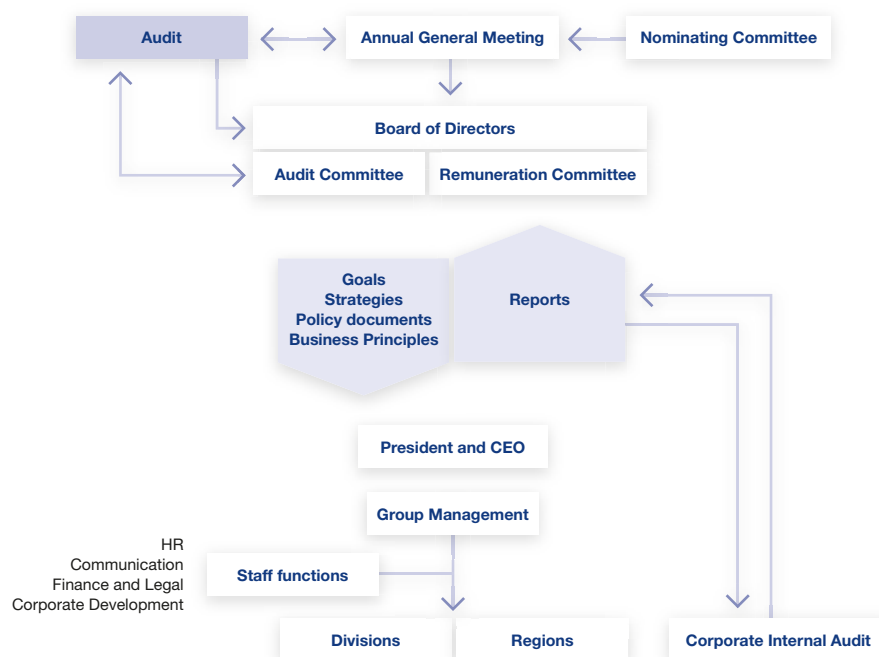 Audit
Annual General Meeting
Nominating Committee
Board of Directors
Audit Committee
Remuneration Committee
Goals
Strategies
Policy documents
Business Principles
Reports
President and CEO
Group Management
HR
Communication
Finance and Legal
Corporate Development
Staff functions
Divisions
Regions
Corporate Internal Audit